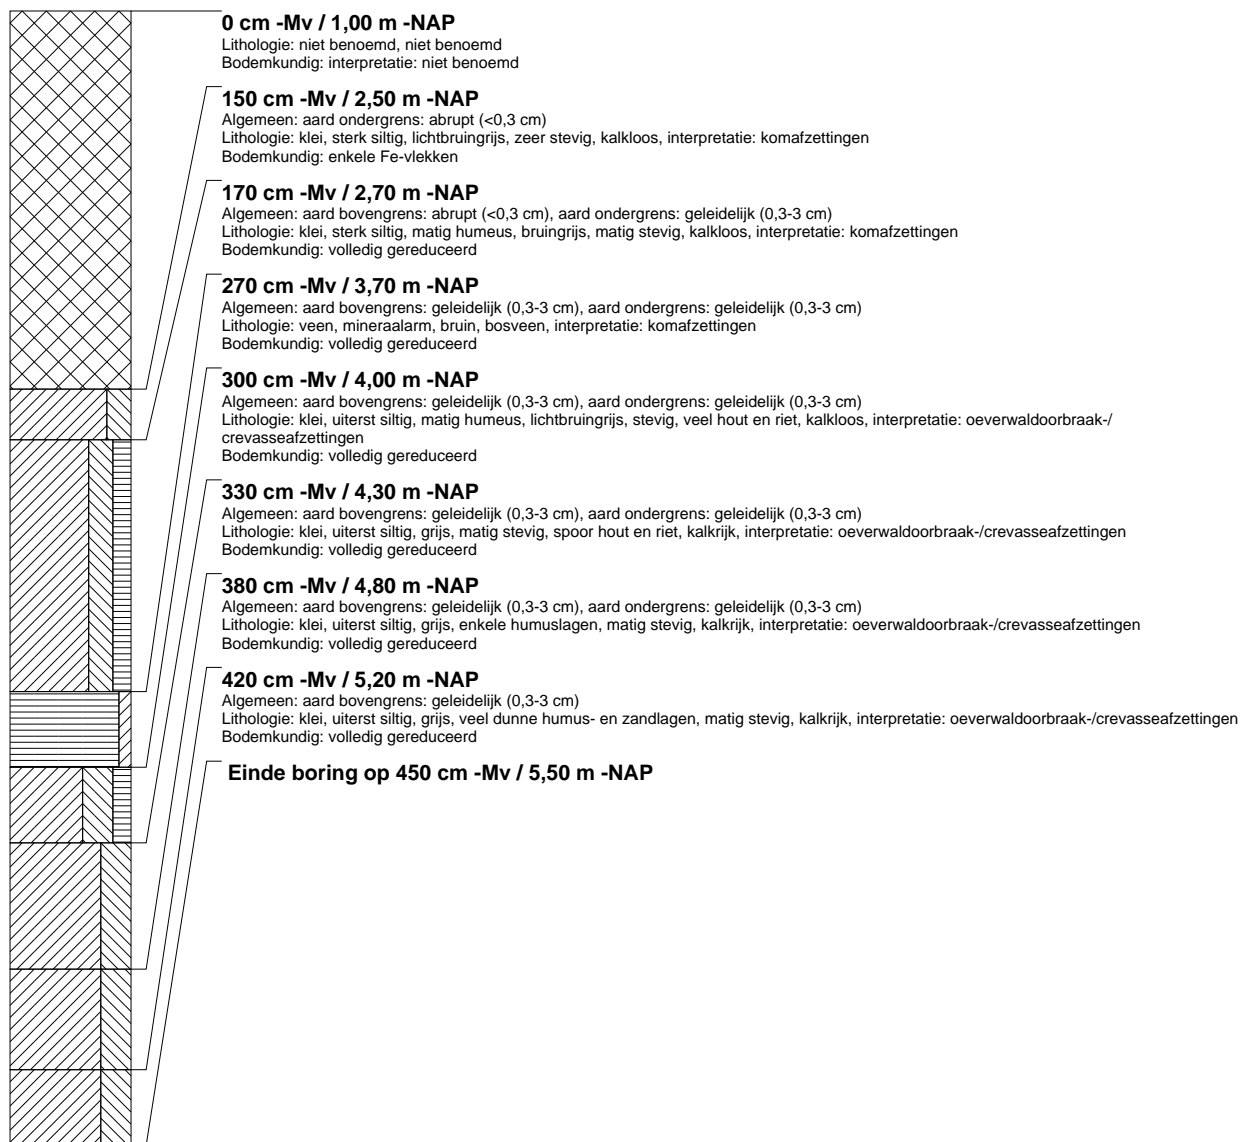 0 cm -Mv / 1,00 m -NAP
Lithologie: niet benoemd, niet benoemd
Bodemkundig: interpretatie: niet benoemd
150 cm -Mv / 2,50 m -NAP
Algemeen: aard ondergrens: abrupt (<0,3 cm)
Lithologie: klei, sterk siltig, lichtbruingrijs, zeer stevig, kalkloos, interpretatie: komafzettingen
Bodemkundig: enkele Fe-vlekken
170 cm -Mv / 2,70 m -NAP
Algemeen: aard bovengrens: abrupt (<0,3 cm), aard ondergrens: geleidelijk (0,3-3 cm)
Lithologie: klei, sterk siltig, matig humeus, bruingrijs, matig stevig, kalkloos, interpretatie: komafzettingen
Bodemkundig: volledig gereduceerd
270 cm -Mv / 3,70 m -NAP
Algemeen: aard bovengrens: geleidelijk (0,3-3 cm), aard ondergrens: geleidelijk (0,3-3 cm)
Lithologie: veen, mineraalarm, bruin, bosveen, interpretatie: komafzettingen
Bodemkundig: volledig gereduceerd
300 cm -Mv / 4,00 m -NAP
Algemeen: aard bovengrens: geleidelijk (0,3-3 cm), aard ondergrens: geleidelijk (0,3-3 cm)
Lithologie: klei, uiterst siltig, matig humeus, lichtbruingrijs, stevig, veel hout en riet, kalkloos, interpretatie: oeverwaldoorbraak-/
crevasseafzettingen
Bodemkundig: volledig gereduceerd
330 cm -Mv / 4,30 m -NAP
Algemeen: aard bovengrens: geleidelijk (0,3-3 cm), aard ondergrens: geleidelijk (0,3-3 cm)
Lithologie: klei, uiterst siltig, grijs, matig stevig, spoor hout en riet, kalkrijk, interpretatie: oeverwaldoorbraak-/crevasseafzettingen
Bodemkundig: volledig gereduceerd
380 cm -Mv / 4,80 m -NAP
Algemeen: aard bovengrens: geleidelijk (0,3-3 cm), aard ondergrens: geleidelijk (0,3-3 cm)
Lithologie: klei, uiterst siltig, grijs, enkele humuslagen, matig stevig, kalkrijk, interpretatie: oeverwaldoorbraak-/crevasseafzettingen
Bodemkundig: volledig gereduceerd
420 cm -Mv / 5,20 m -NAP
Algemeen: aard bovengrens: geleidelijk (0,3-3 cm)
Lithologie: klei, uiterst siltig, grijs, veel dunne humus- en zandlagen, matig stevig, kalkrijk, interpretatie: oeverwaldoorbraak-/crevasseafzettingen
Bodemkundig: volledig gereduceerd
Einde boring op 450 cm -Mv / 5,50 m -NAP